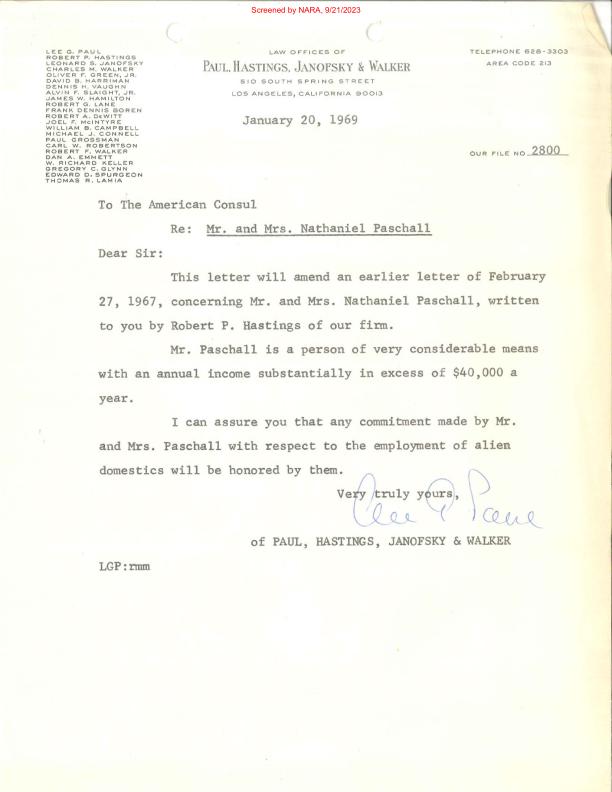 Screened by NARA, 9/21/2023
LEE G. PAUL
ROBERT P. HASTINGS
LEONARD S. JANOFSKY
CHARLES M. WALKER
OLIVER F. GREEN, JR.
DAVID B. HARRIMAN
DENNIS H. VAUGHN
ALVIN F. SLAIGHT, JR.
JAMES W. HAMILTON
ROBERT G. LANE
FRANK DENNIS BOREN
ROBERT A. DeWITT
JOEL F. McINTYRE
WILLIAM B. CAMPBELL
MICHAEL J. CONNELL
PAUL GROSSMAN
CARL W. ROBERTSON
ROBERT F. WALKER
DAN A. EMMETT
W. RICHARD KELLER
GREGORY C. GLYNN
EDWARD D. SPURGEON
THOMAS R. LAMIA
LAW OFFICES OF
PAUL, HASTINGS, JANOFSKY & WALKER
510 SOUTH SPRING STREET
LOS ANGELES, CALIFORNIA 90013
TELEPHONE 628-3303
AREA CODE 213
January 20, 1969
OUR FILE NO. 2800
To The American Consul
Re: Mr. and Mrs. Nathaniel Paschall
Dear Sir:
This letter will amend an earlier letter of February
27, 1967, concerning Mr. and Mrs. Nathaniel Paschall, written
to you by Robert P. Hastings of our firm.
Mr. Paschall is a person of very considerable means
with an annual income substantially in excess of $40,000 a
year.
I can assure you that any commitment made by Mr.
and Mrs. Paschall with respect to the employment of alien
domestics will be honored by them.
Very truly yours,
Lee G Paul
of PAUL, HASTINGS, JANOFSKY & WALKER
LGP:rmm